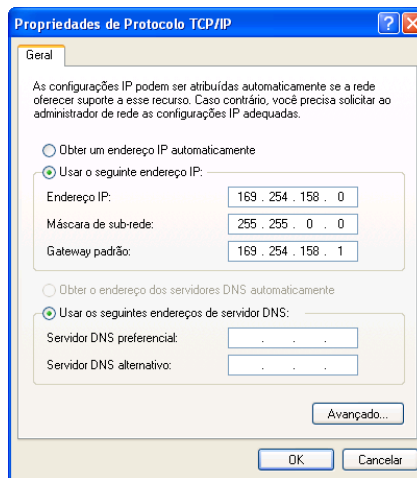 Propriedades de Protocolo TCP/IP
Geral
As configurações IP podem ser atribuídas automaticamente se a rede
oferecer suporte a esse recurso. Caso contrário, você precisa solicitar ao
administrador de rede as configurações IP adequadas.
Obter um endereço IP automaticamente
Usar o seguinte endereço IP:
Endereço IP: 169 . 254 . 158 . 0
Máscara de sub-rede: 255 . 255 . 0 . 0
Gateway padrão: 169 . 254 . 158 . 1
Obter o endereço dos servidores DNS automaticamente
Usar os seguintes endereços de servidor DNS:
Servidor DNS preferencial: . . .
Servidor DNS alternativo: . . .
Avançado...
OK Cancelar